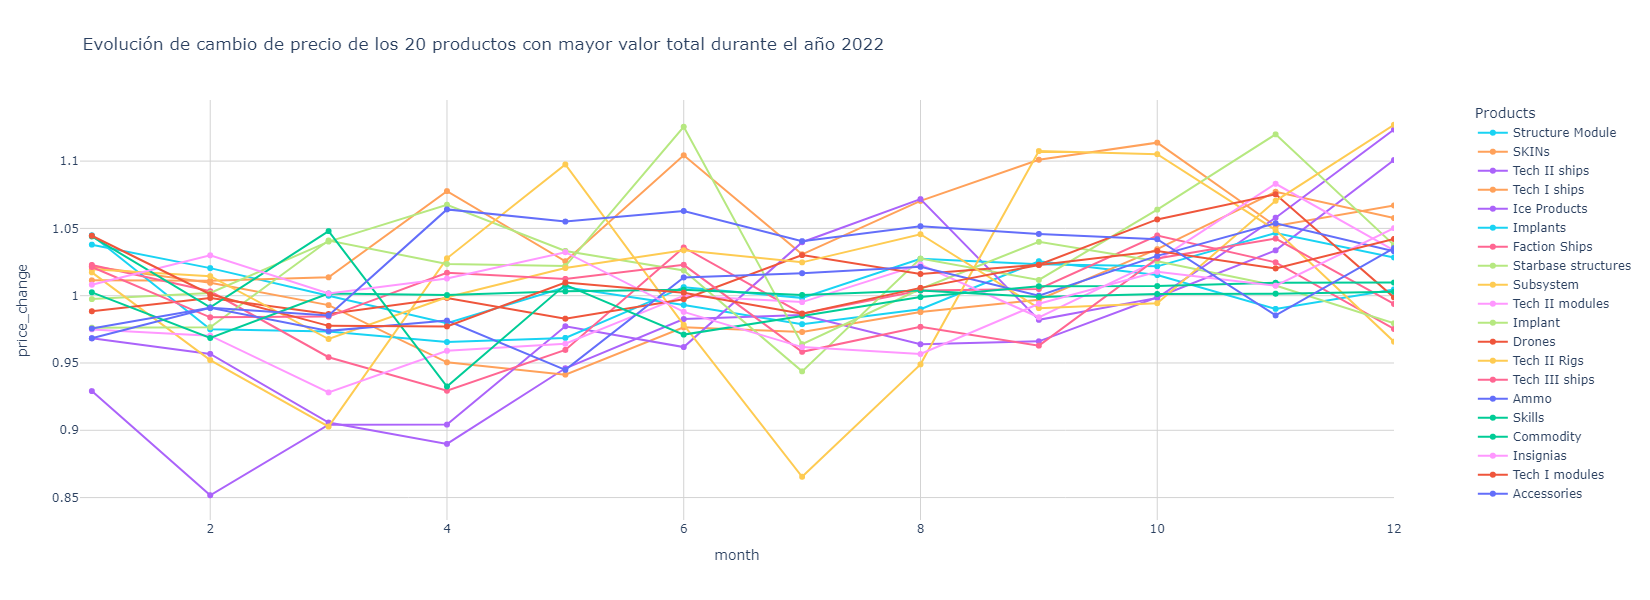 Evolución de cambio de precio de los 20 productos con mayor valor total durante el año 2022
price_change
1.1
1.05
1
0.95
0.9
0.85
2
4
6
8
10
12
month
Products
Structure Module
SKINs
Tech II ships
Tech I ships
Ice Products
Implants
Faction Ships
Starbase structures
Subsystem
Tech II modules
Implant
Drones
Tech II Rigs
Tech III ships
Ammo
Skills
Commodity
Insignias
Tech I modules
Accessories